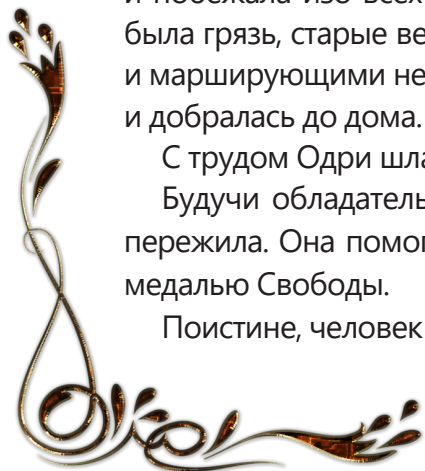 и побежала изо всех
была грязь, старые ве
и марширующими не
и добралась до дома.
С трудом Одри шла
Будучи обладатель
пережила. Она помог
медалью Свободы.
Поистине, человек